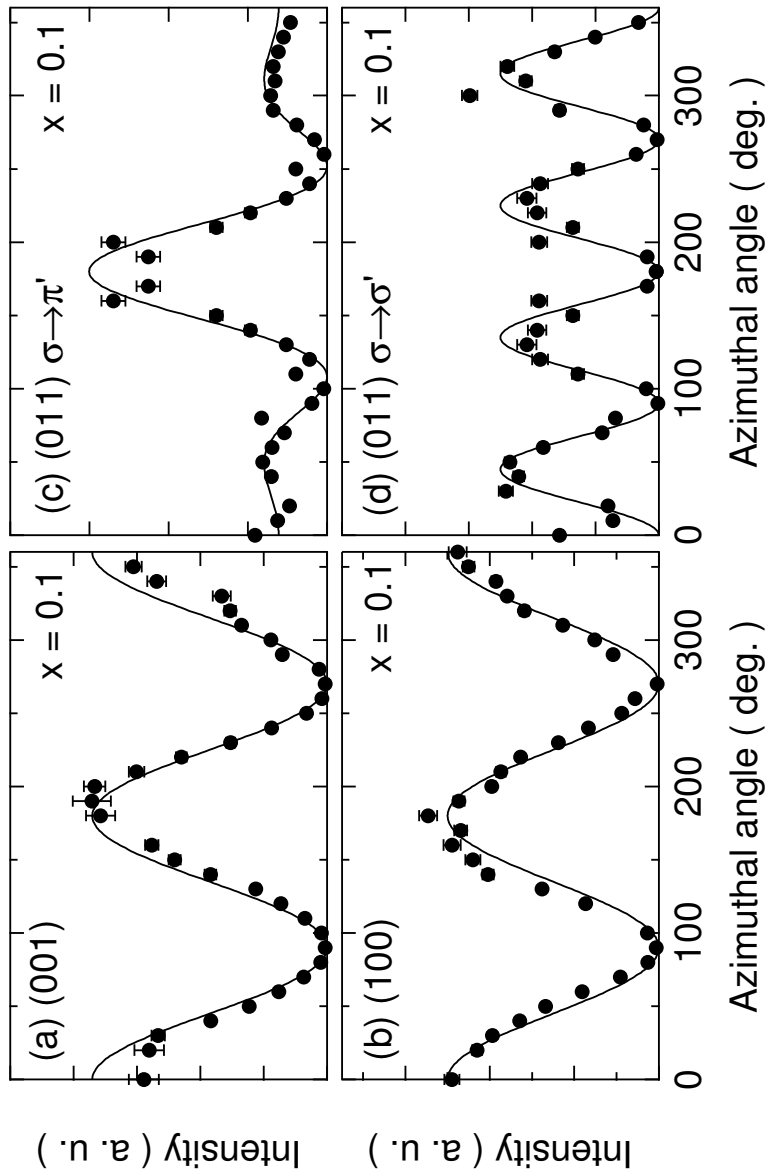 (a) (001)
x = 0.1
(c) (011) σ→π'
x = 0.1
(b) (100)
x = 0.1
(d) (011) σ→σ'
x = 0.1
Intensity ( a. u. )
Intensity ( a. u. )
0 100 200 300
0 100 200 300
Azimuthal angle ( deg. )
Azimuthal angle ( deg. )